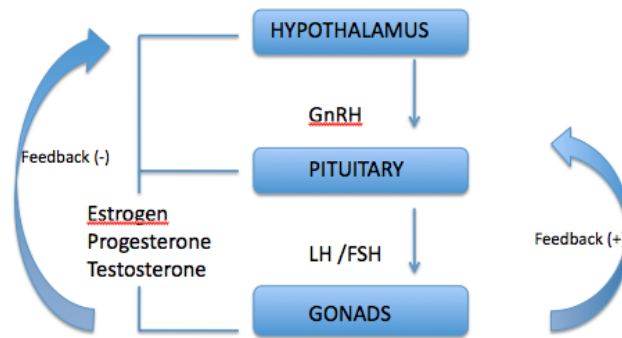 HYPOTHALAMUS
GnRH
Feedback (-)
PITUITARY
Estrogen
Progesterone
Testosterone
Feedback (+
LH /FSH
GONADS